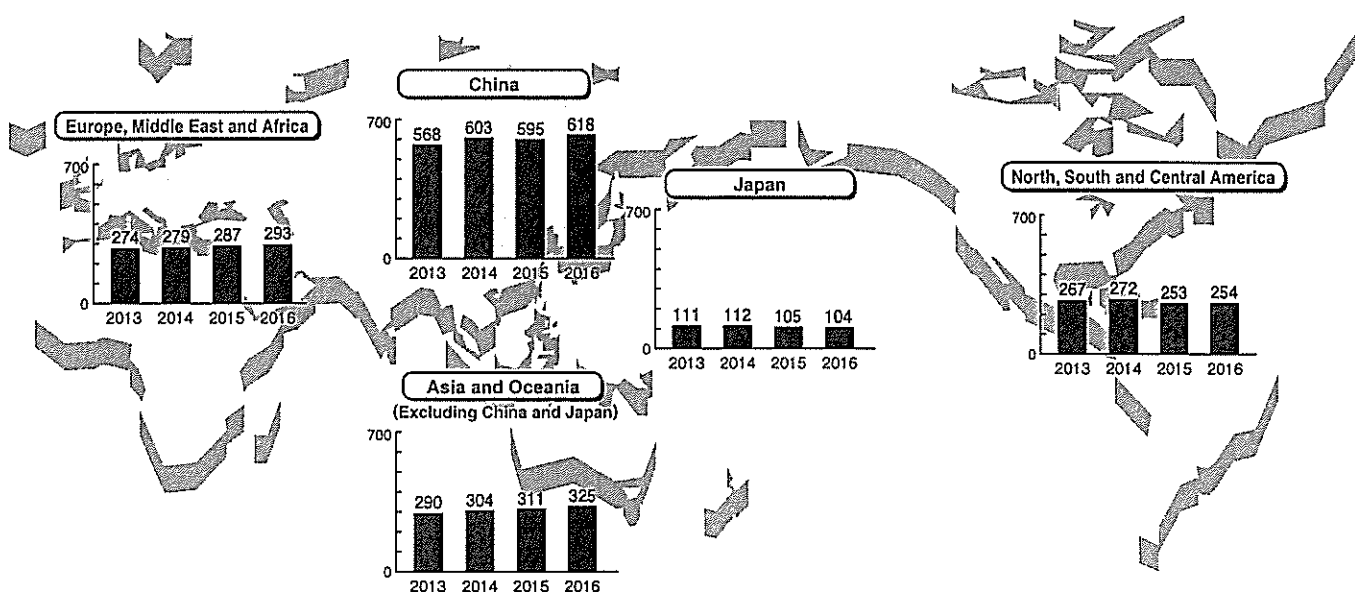 China
700
568
603
595
618
0
2013 2014 2015 2016
Europe, Middle East and Africa
700
274
279
287
293
0
2013 2014 2015 2016
Japan
700
111
112
105
104
0
2013 2014 2015 2016
North, South and Central America
700
267
272
253
254
0
2013 2014 2015 2016
Asia and Oceania
(Excluding China and Japan)
700
290
304
311
325
0
2013 2014 2015 2016